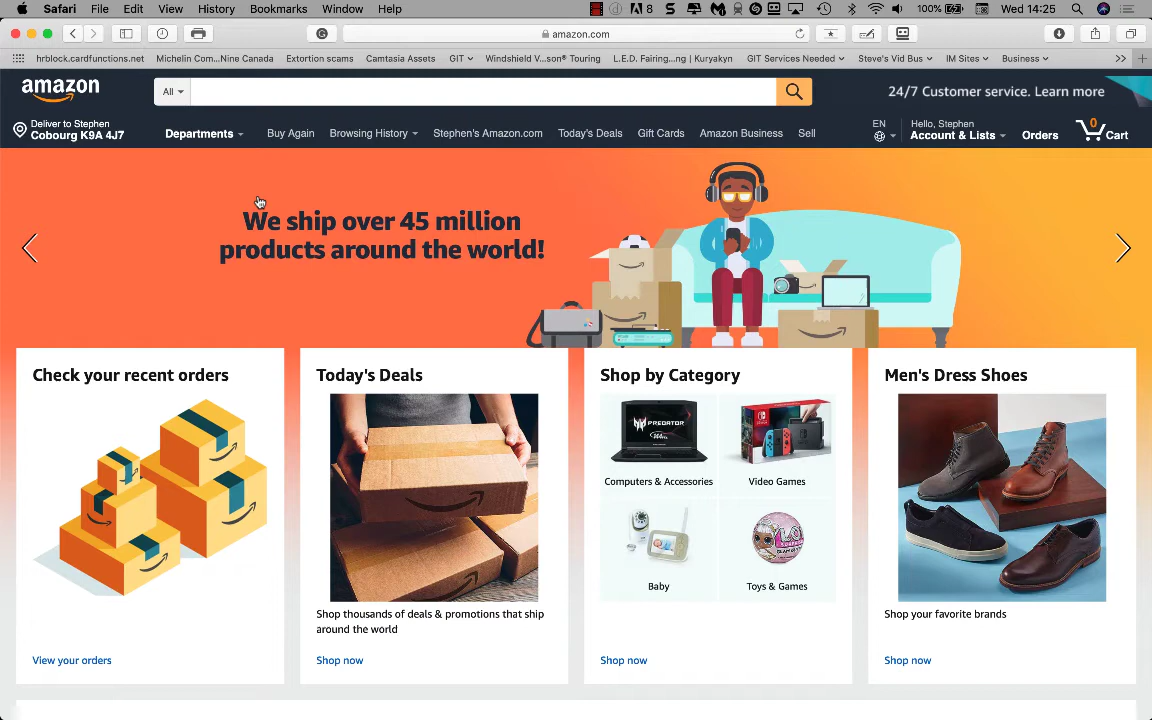 Safari File Edit View History Bookmarks Window Help 8 100% Wed 14:25
amazon.com
hrblock.cardfunctions.net Michelin Com...Nine Canada Extortion scams Camtasia Assets GIT Windshield V...son® Touring L.E.D. Fairing...ng | Kuryakyn GIT Services Needed Steve's Vid Bus IM Sites Business
amazon All 24/7 Customer service. Learn more
Deliver to Stephen
Cobourg K9A 4J7
Departments Buy Again Browsing History Stephen's Amazon.com Today's Deals Gift Cards Amazon Business Sell
EN
Hello, Stephen
Account & Lists
Orders
0
Cart
We ship over 45 million
products around the world!
Check your recent orders
View your orders
Today's Deals
Shop thousands of deals & promotions that ship
around the world
Shop now
Shop by Category
PREDATOR
Computers & Accessories
Video Games
Baby
Toys & Games
Shop now
Men's Dress Shoes
Shop your favorite brands
Shop now